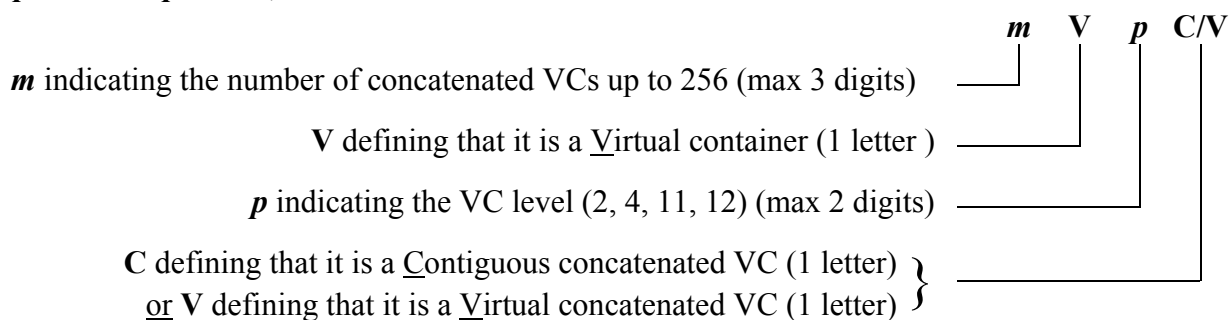 m V p C/V
m indicating the number of concatenated VCs up to 256 (max 3 digits)
V defining that it is a Virtual container (1 letter )
p indicating the VC level (2, 4, 11, 12) (max 2 digits)
C defining that it is a Contiguous concatenated VC (1 letter)
or V defining that it is a Virtual concatenated VC (1 letter)